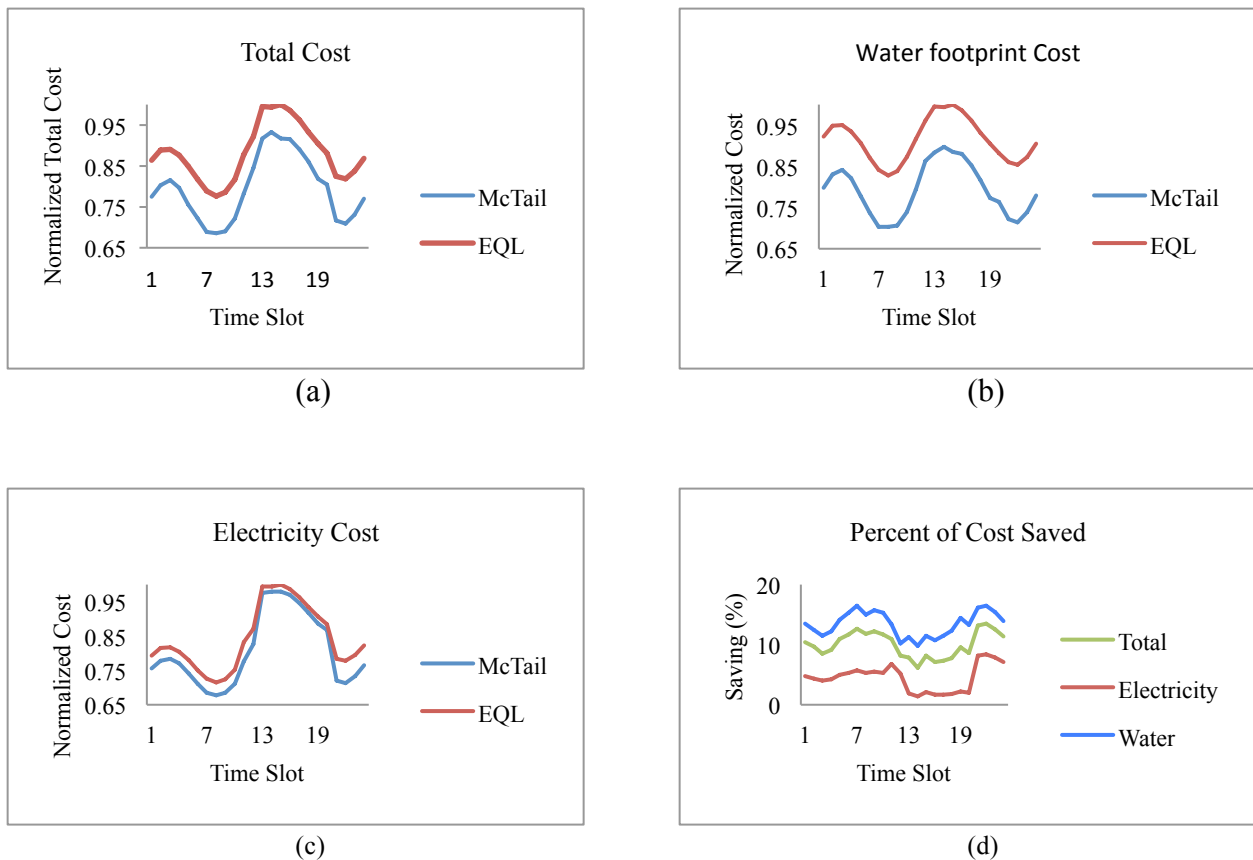 Total Cost
Normalized Total Cost
0.95
0.85
0.75
0.65
1 7 13 19
Time Slot
McTail
EQL
(a)
Water footprint Cost
Normalized Cost
0.95
0.85
0.75
0.65
1 7 13 19
Time Slot
McTail
EQL
(b)
Electricity Cost
Normalized Cost
0.95
0.85
0.75
0.65
1 7 13 19
Time Slot
McTail
EQL
(c)
Percent of Cost Saved
Saving (%)
20
10
0
1 7 13 19
Time Slot
Total
Electricity
Water
(d)